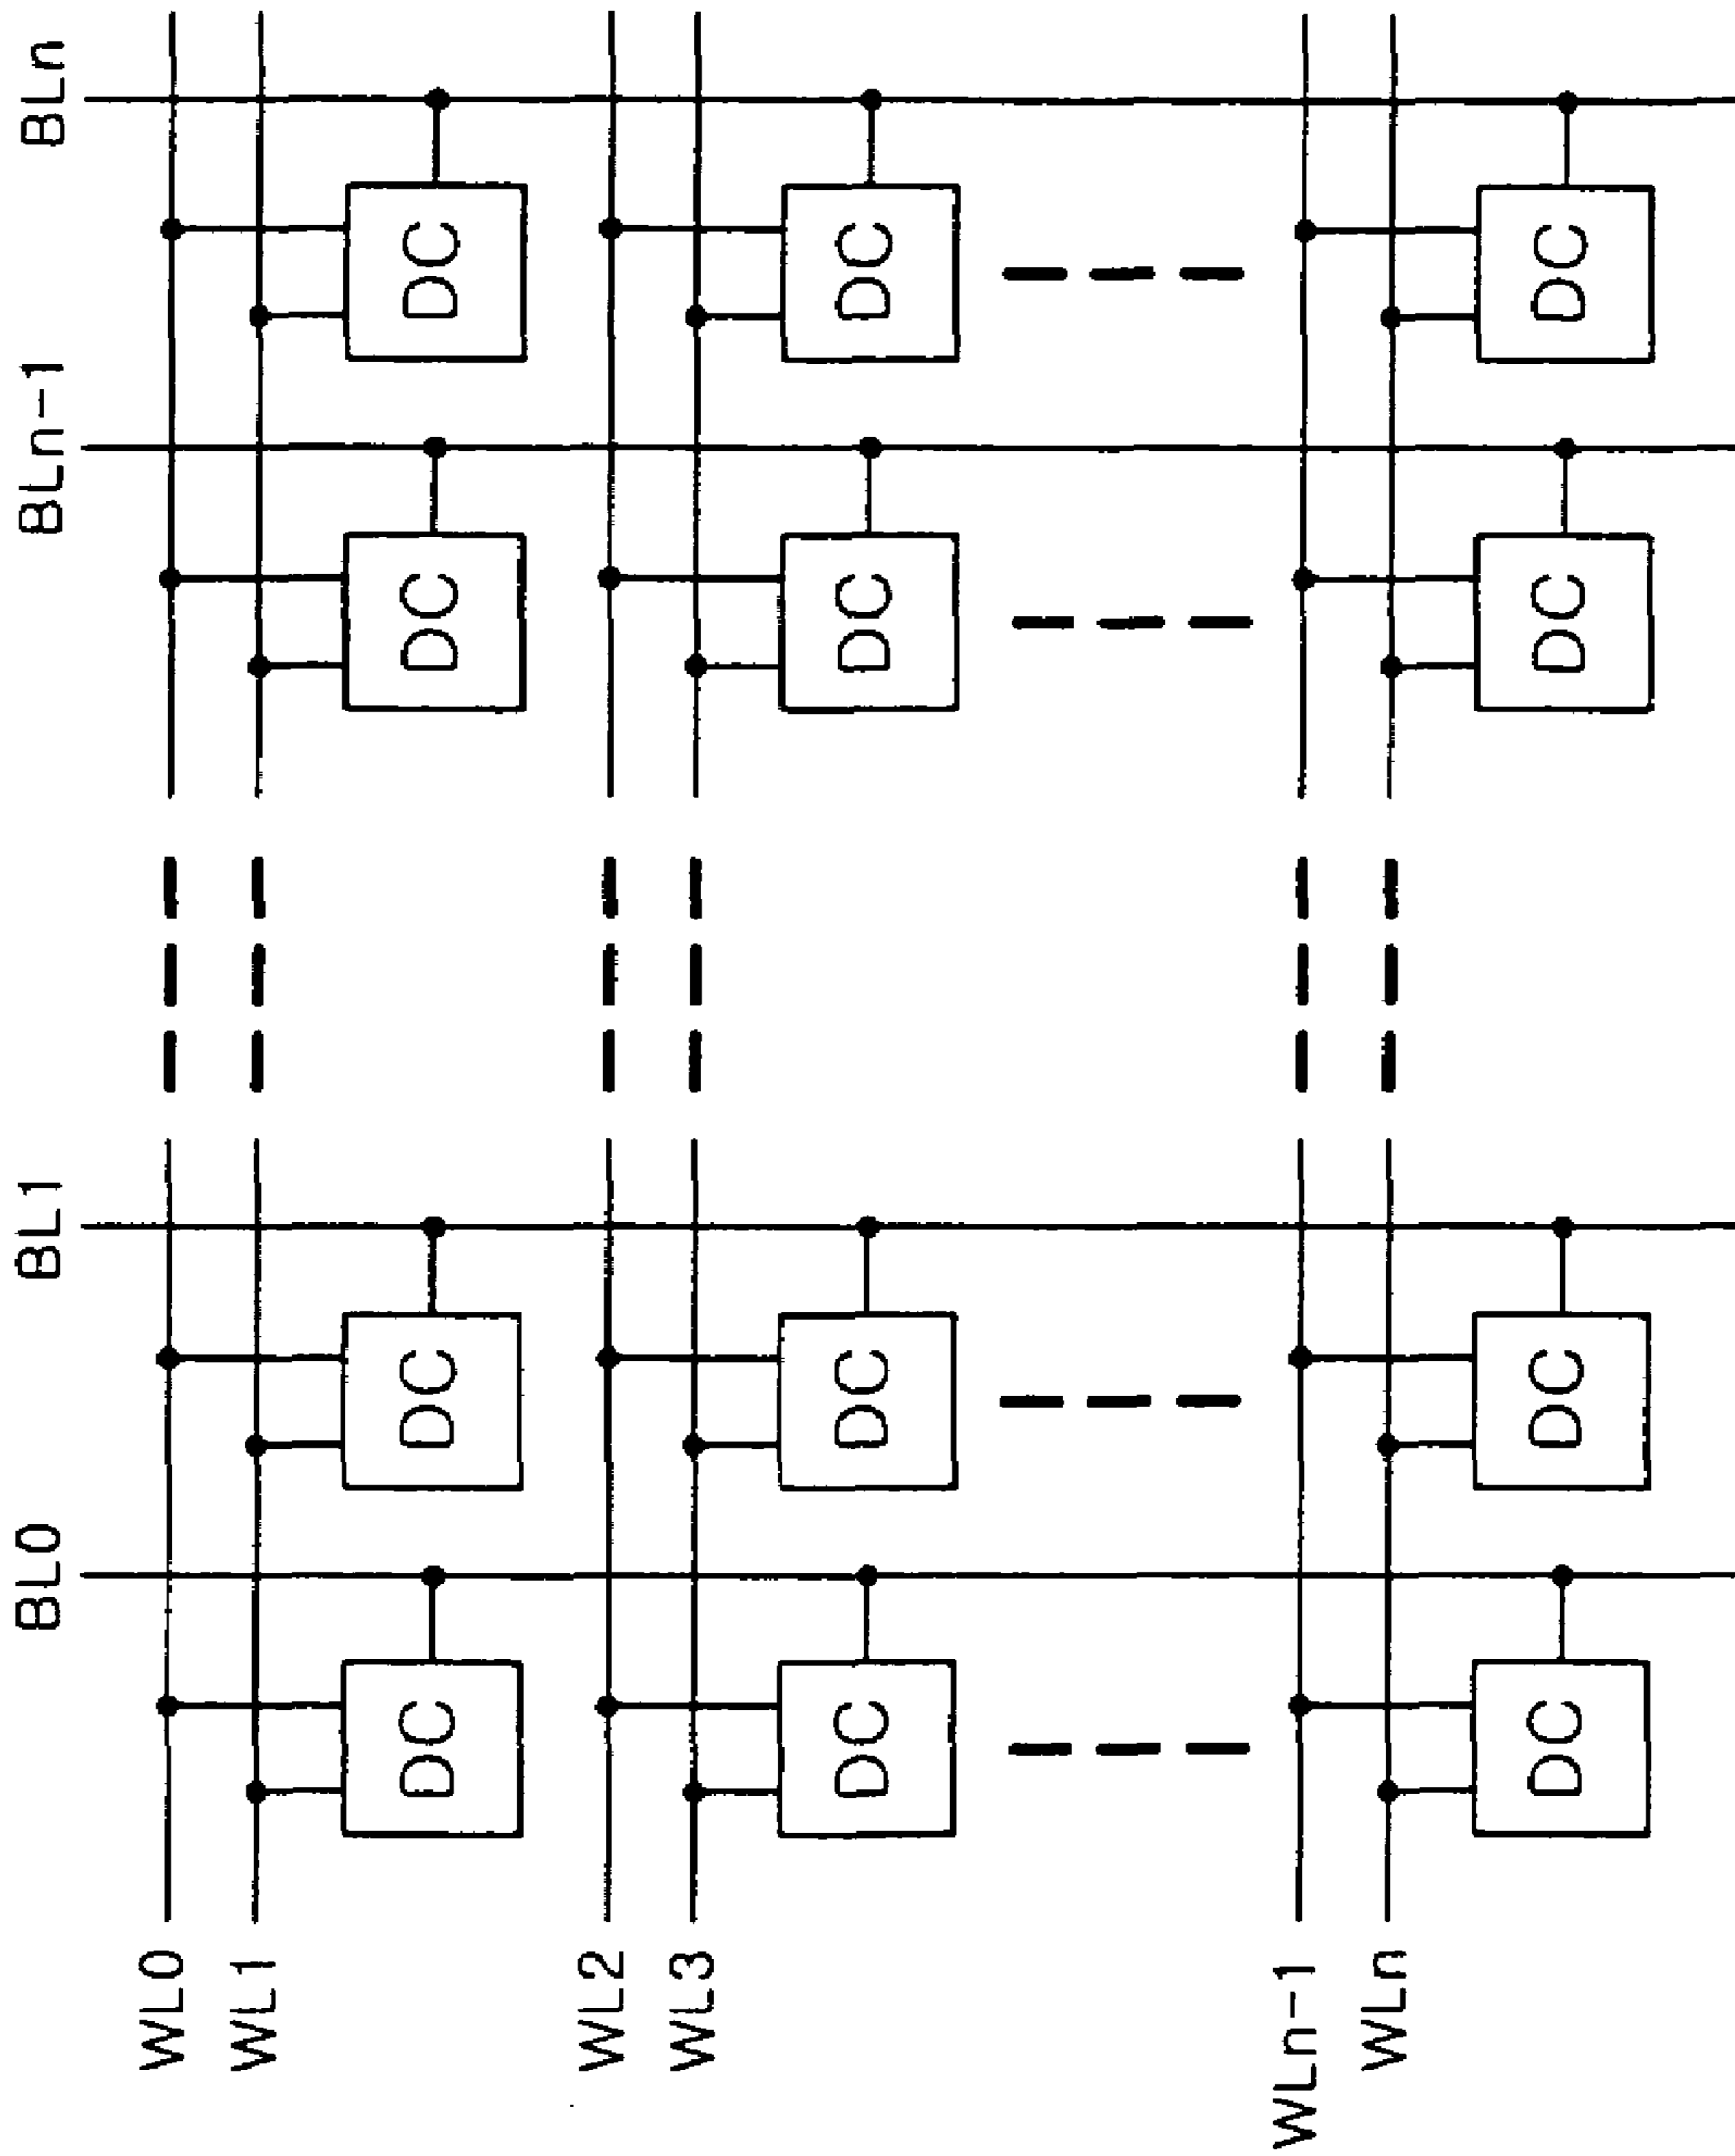 BL0 BL1 BLn-1 BLn
WL0
WL1
DC DC DC DC
WL2
WL3
DC DC DC DC
WLn-1
WLn
DC DC DC DC